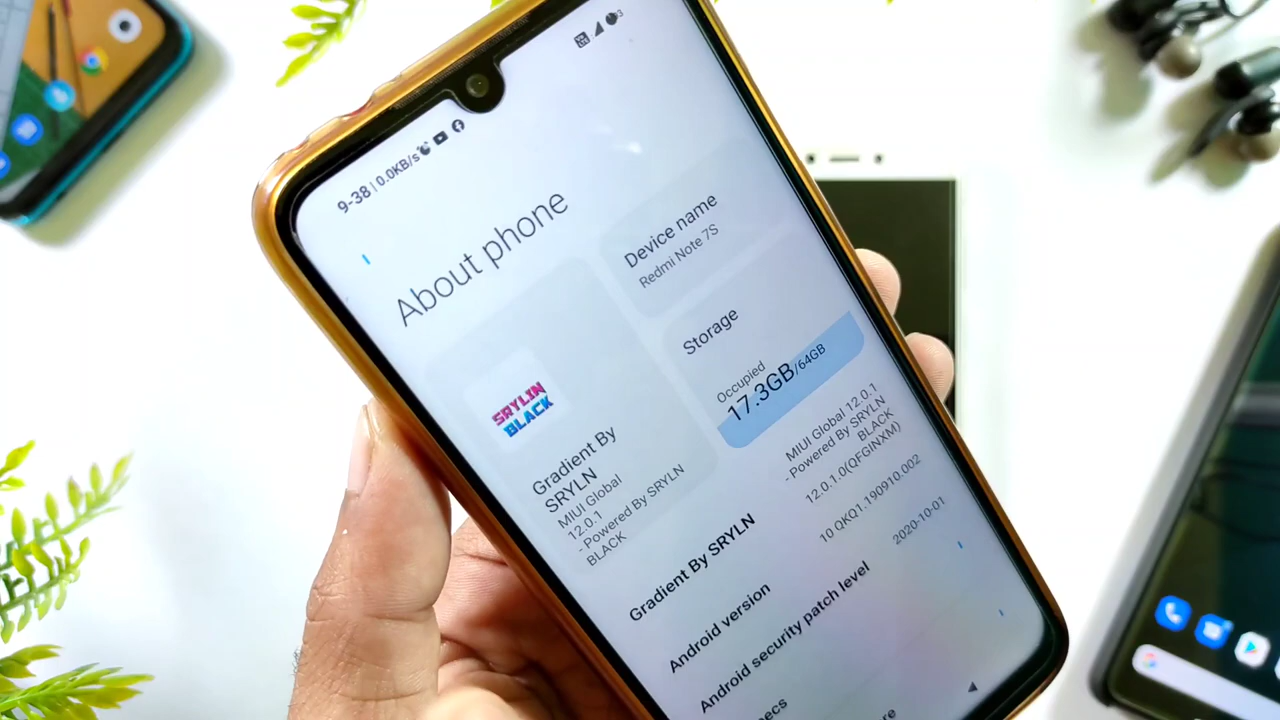 9-38 | 0.0KB/s
3
About phone
SRYLIN
BLACK
Gradient By
SRYLN
MIUI Global
12.0.1
- Powered By SRYLN
BLACK
Device name
Redmi Note 7S
Storage
Occupied
17.3GB/64GB
Gradient By SRYLN
MIUI Global 12.0.1
- Powered By SRYLN
BLACK
12.0.1.0(QFGINXM)
Android version
10 QKQ1.190910.002
Android security patch level
2020-10-01